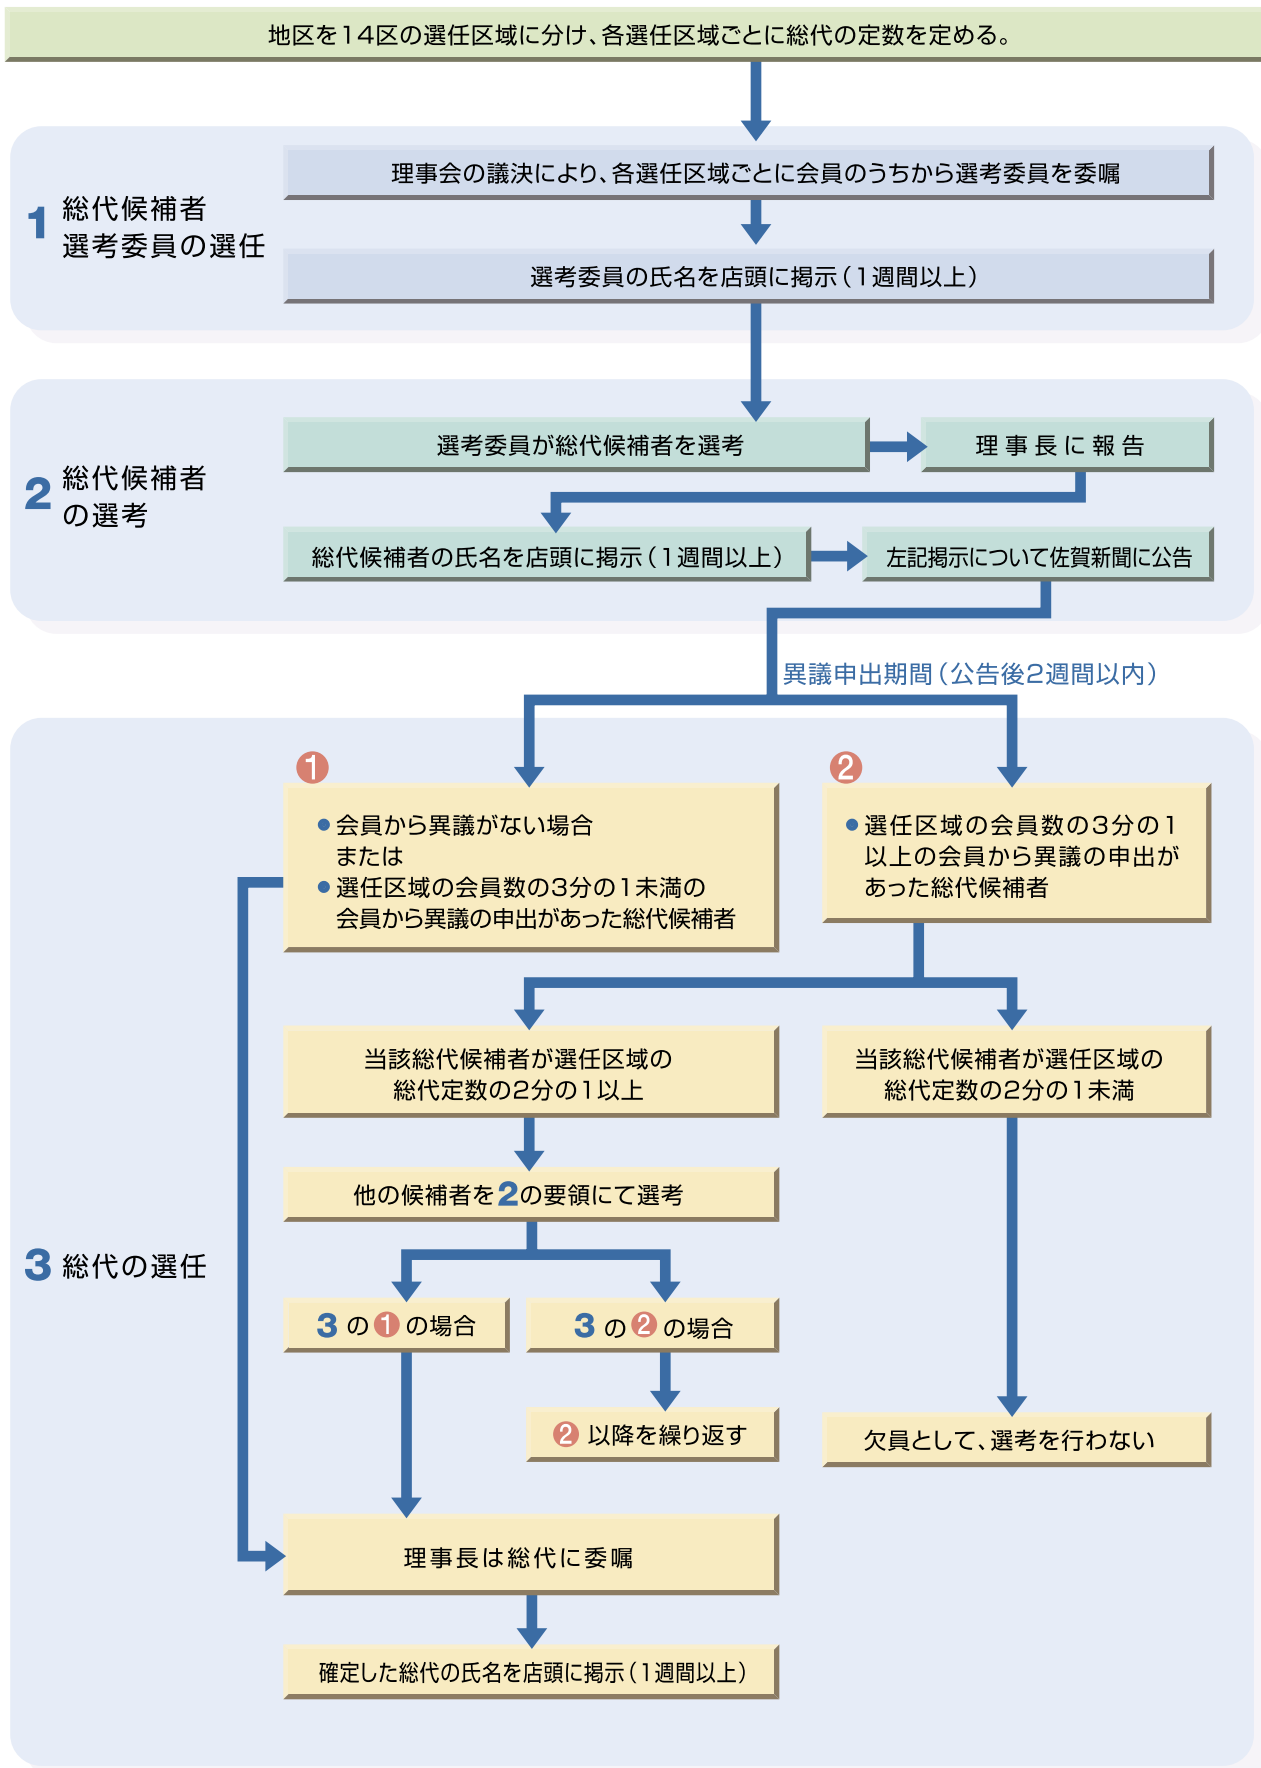 地区を14区の選任区域に分け、各選任区域ごとに総代の定数を定める。
1
総代候補者
選考委員の選任
理事会の議決により、各選任区域ごとに会員のうちから選考委員を委嘱
選考委員の氏名を店頭に掲示（1週間以上）
2
総代候補者
の選考
選考委員が総代候補者を選考
理事長に報告
総代候補者の氏名を店頭に掲示（1週間以上）
左記掲示について佐賀新聞に公告
異議申出期間（公告後2週間以内）
3 総代の選任
❶
●会員から異議がない場合
または
●選任区域の会員数の3分の1未満の
会員から異議の申出があった総代候補者
❷
●選任区域の会員数の3分の1
以上の会員から異議の申出が
あった総代候補者
当該総代候補者が選任区域の
総代定数の2分の1以上
当該総代候補者が選任区域の
総代定数の2分の1未満
他の候補者を2の要領にて選考
3の❶の場合
3の❷の場合
❷以降を繰り返す
欠員として、選考を行わない
理事長は総代に委嘱
確定した総代の氏名を店頭に掲示（1週間以上）